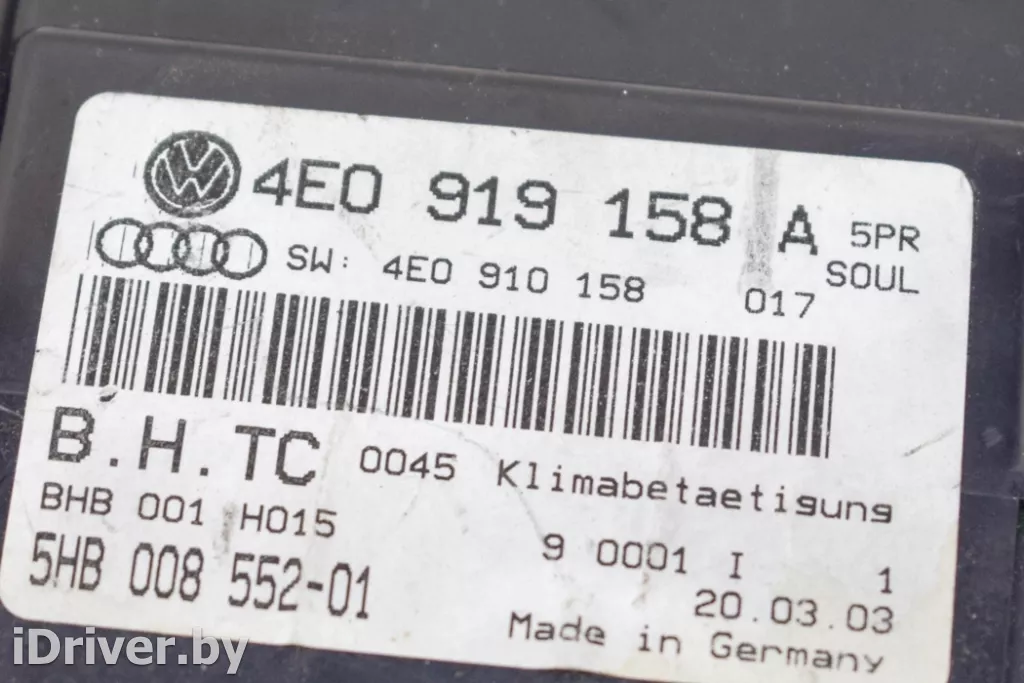 4E0 919 158 A 5PR
SW: 4E0 910 158 017 SOUL
B.H.TC 0045 Klimabetaetigung
BHB 001 H015 9 0001 I 1
5HB 008 552-01 20.03.03
Made in Germany
iDriver.by